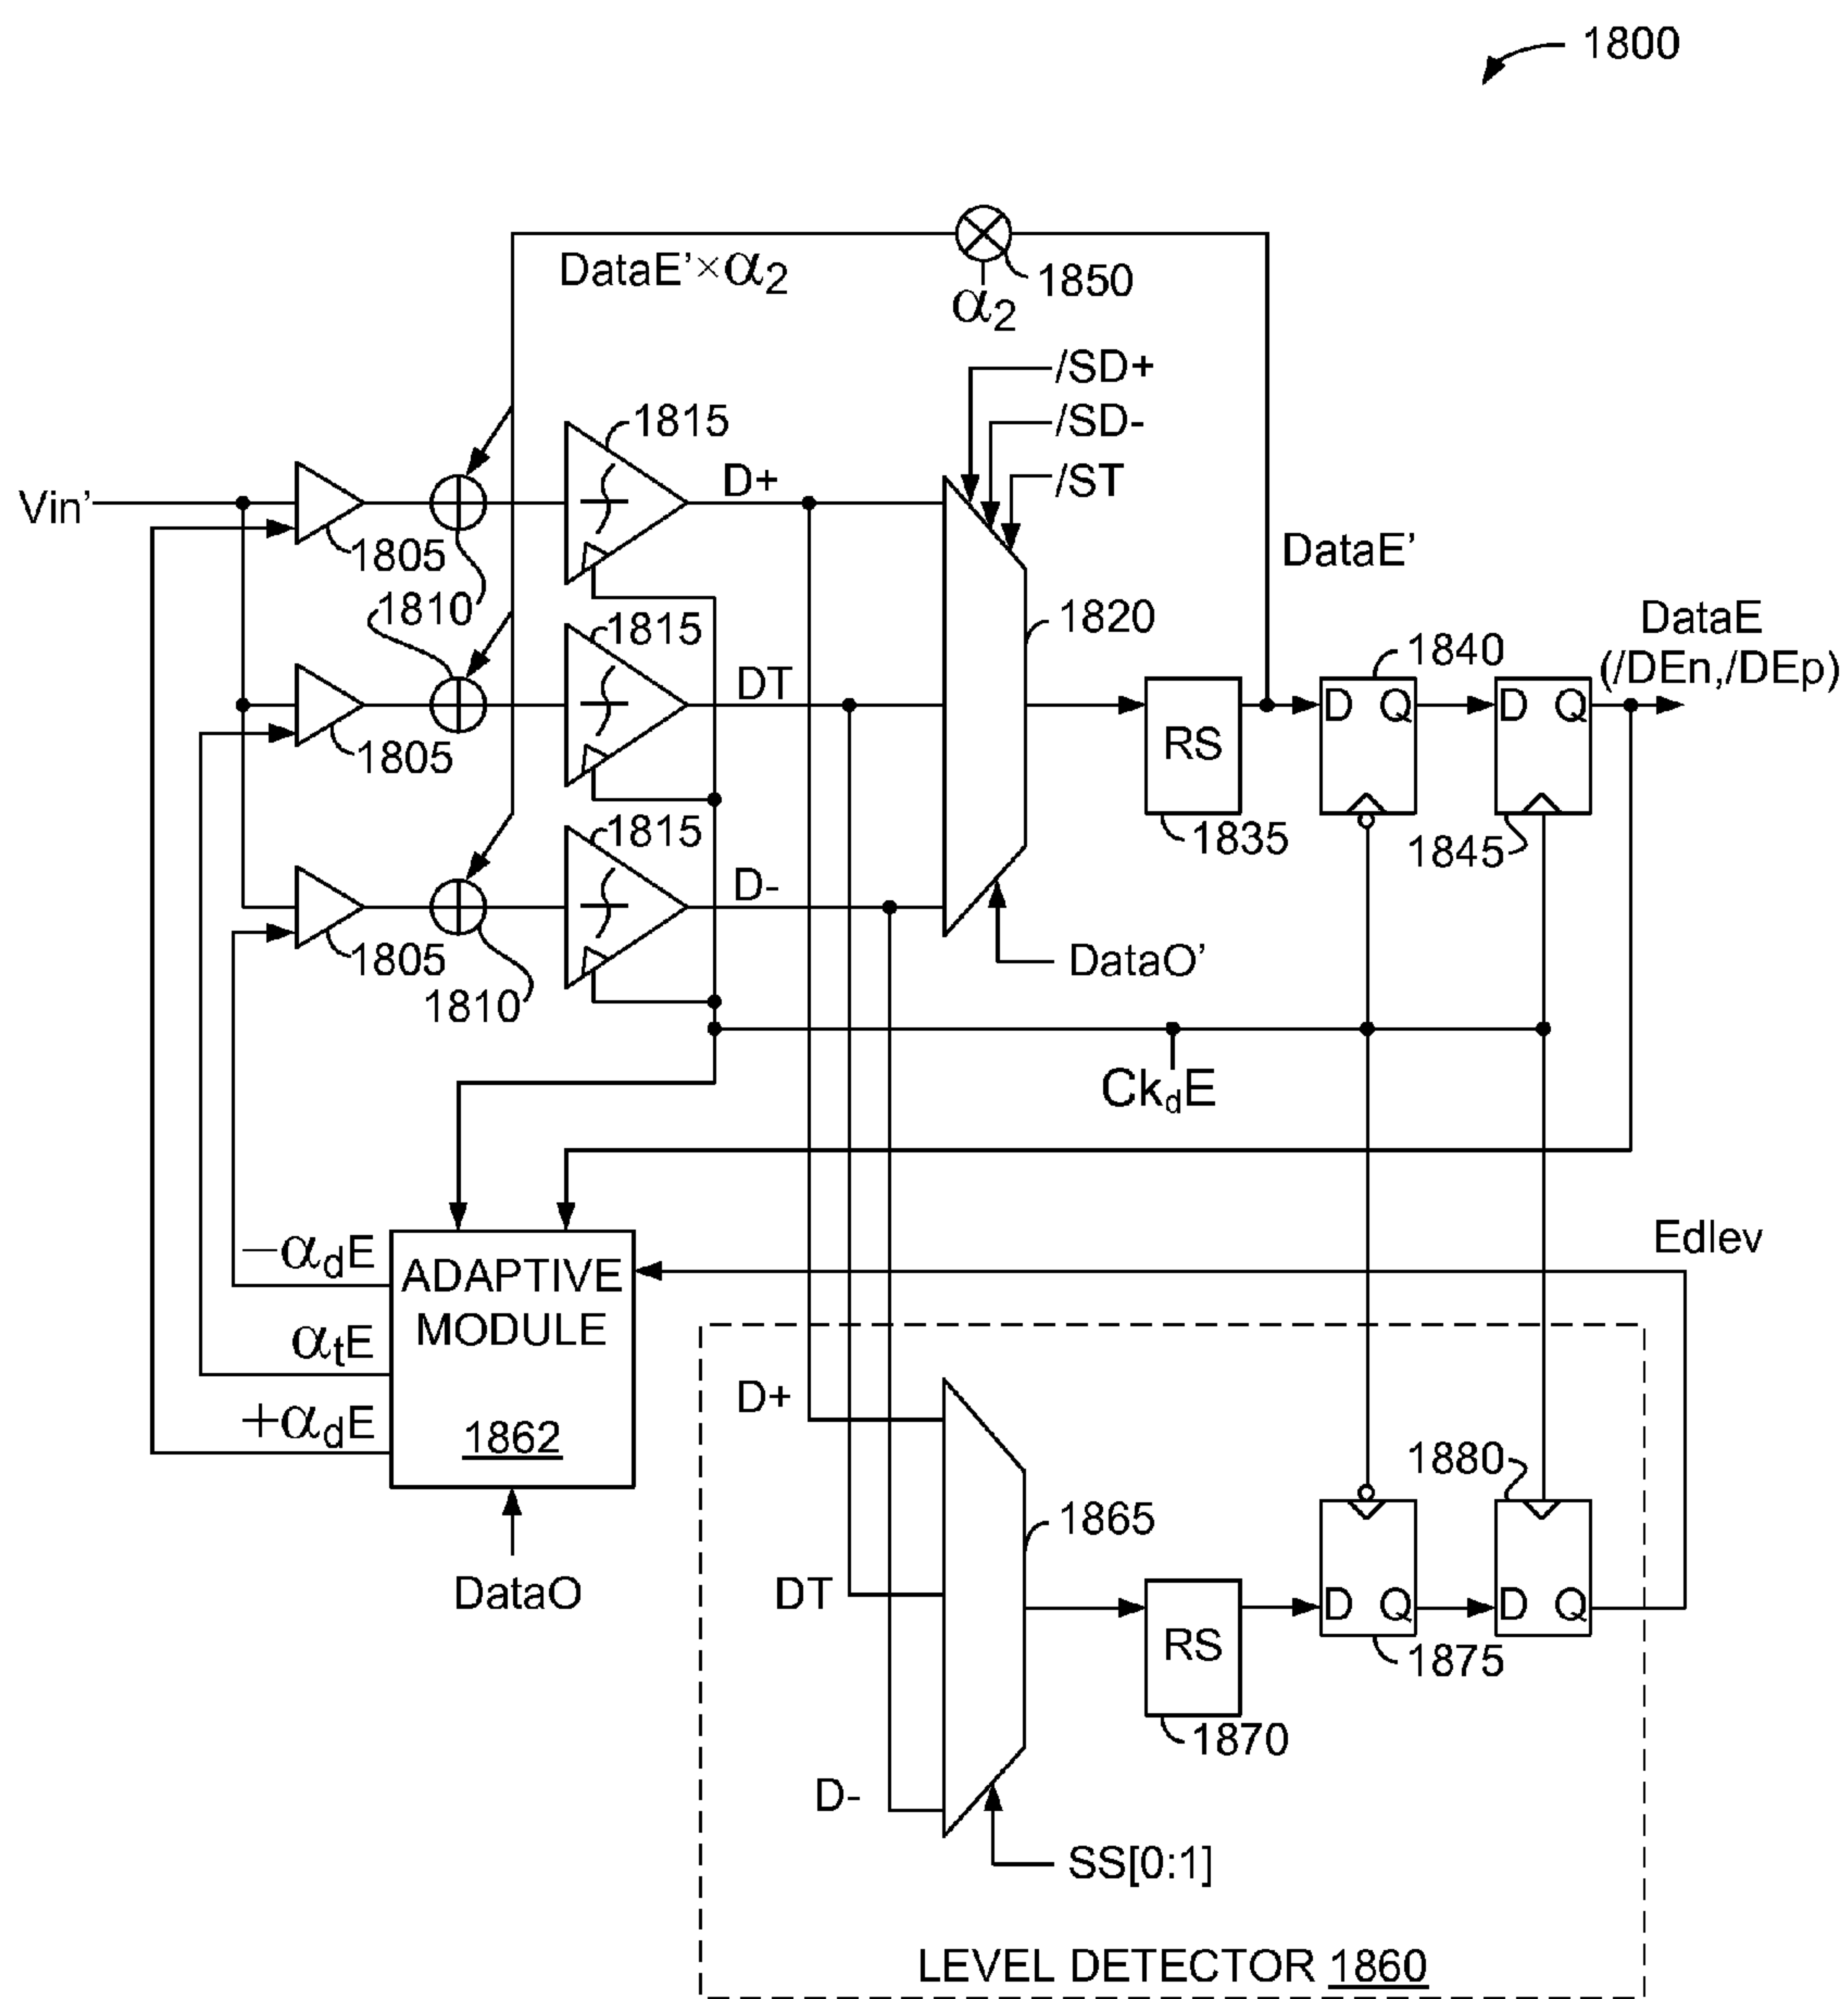 1800
DataE'×α2
1850
α2
/SD+
/SD-
/ST
1815
D+
Vin'
1805
DataE'
1810
1815
1820
DataE
(/DEn,/DEp)
1840
DT
1805
RS
D Q
D Q
1815
1835
1845
D-
1805
1810
DataO'
CkdE
Edlev
−αdE
ADAPTIVE
MODULE
αtE
+αdE
1862
D+
1880
1865
DataO
DT
RS
D Q
D Q
1875
1870
D-
SS[0:1]
LEVEL DETECTOR 1860